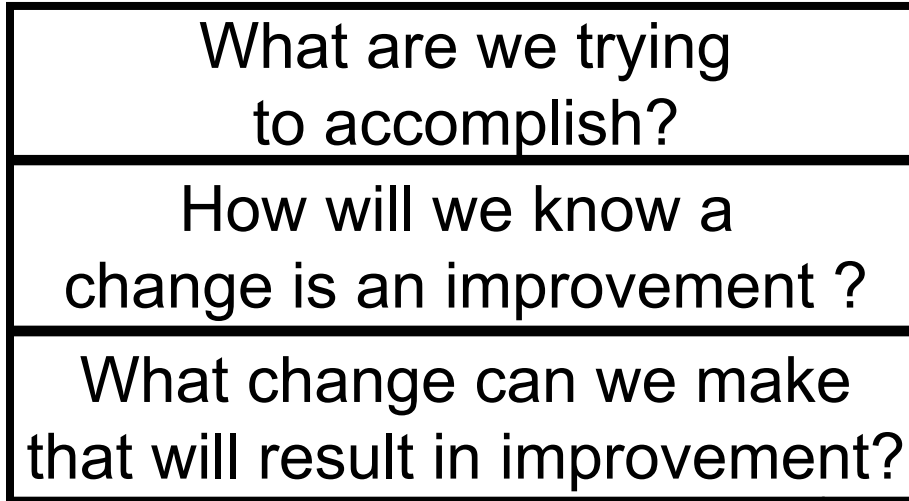 What are we trying
to accomplish?
How will we know a
change is an improvement ?
What change can we make
that will result in improvement?